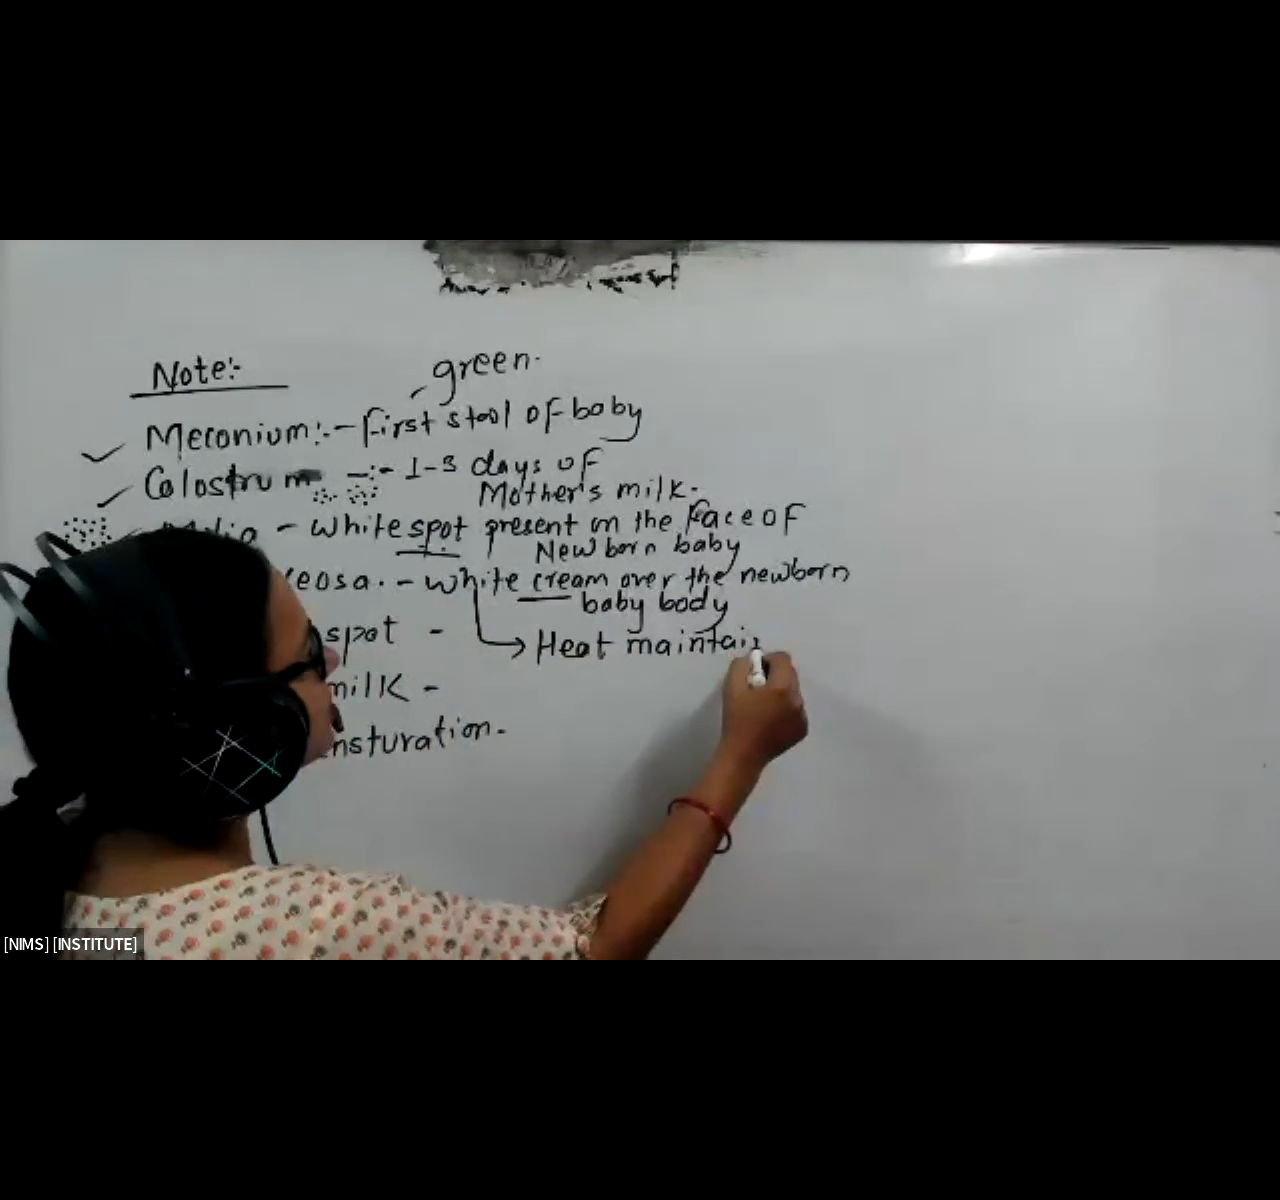 Note:-
green.
Meconium:- first stool of baby
Colostrum -:- 1-3 days of
Mother's milk.
- white spot present on the face of
New born baby
eosa. - white cream over the newborn
baby body
spot -
Heat maintain
milk -
nsturation.
[NIMS] [INSTITUTE]